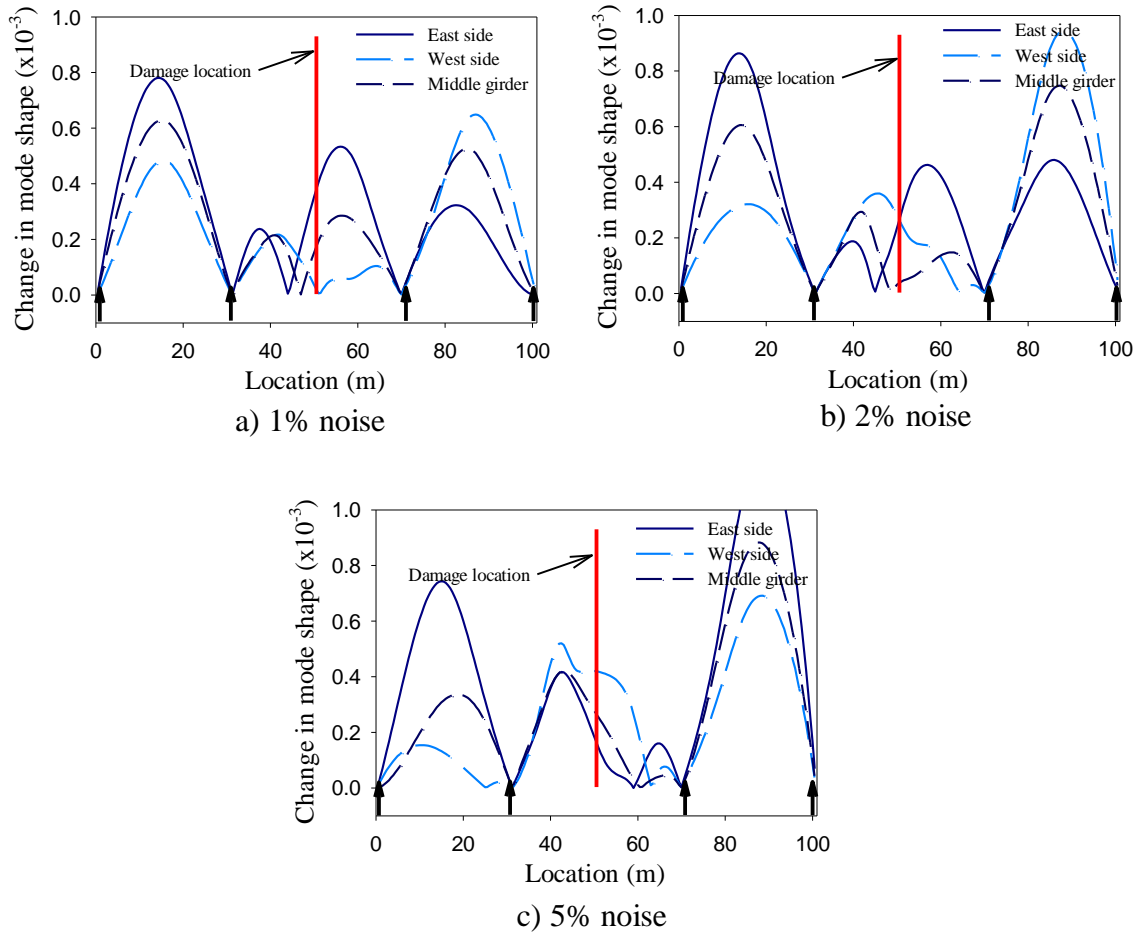 Change in mode shape (x10-3)
1.0
0.8
0.6
0.4
0.2
0.0
East side
West side
Middle girder
Damage location
0 20 40 60 80 100
Location (m)
a) 1% noise
Change in mode shape (x10-3)
1.0
0.8
0.6
0.4
0.2
0.0
East side
West side
Middle girder
Damage location
0 20 40 60 80 100
Location (m)
b) 2% noise
Change in mode shape (x10-3)
1.0
0.8
0.6
0.4
0.2
0.0
East side
West side
Middle girder
Damage location
0 20 40 60 80 100
Location (m)
c) 5% noise